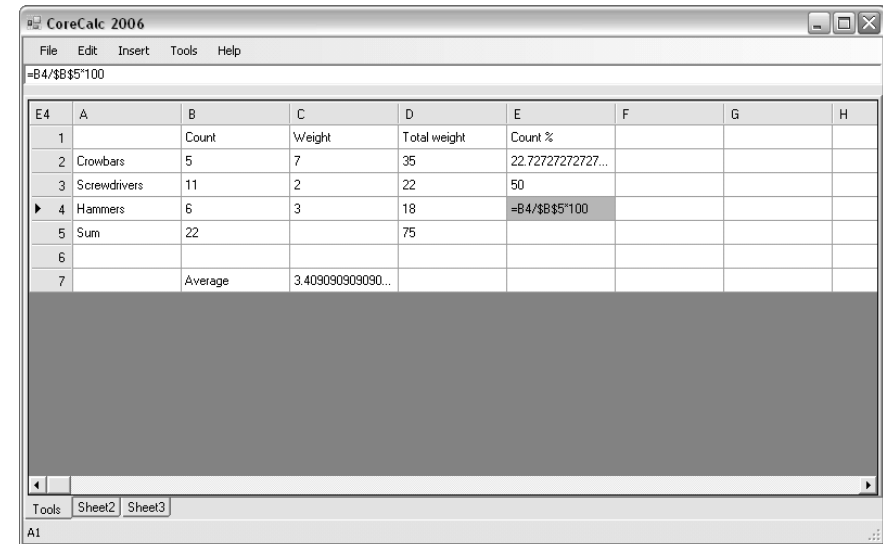 CoreCalc 2006
File Edit Insert Tools Help
=B4/$B$5*100
E4 A B C D E F G H
1 Count Weight Total weight Count %
2 Crowbars 5 7 35 22.72727272727...
3 Screwdrivers 11 2 22 50
4 Hammers 6 3 18 =B4/$B$5*100
5 Sum 22 75
6
7 Average 3.409090909090...
Tools Sheet2 Sheet3
A1